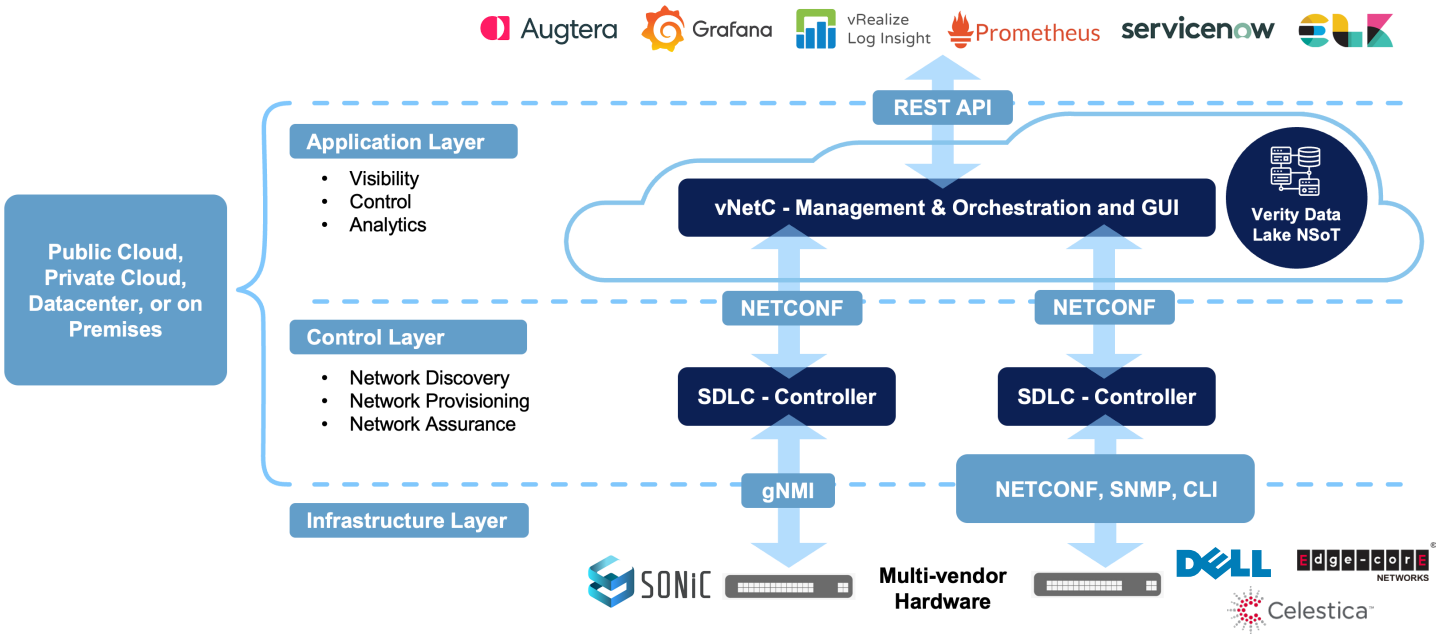 Augtera
Grafana
vRealize
Log Insight
Prometheus
servicenow
ELK
REST API
Application Layer
• Visibility
• Control
• Analytics
vNetC - Management & Orchestration and GUI
Verity Data
Lake NSoT
Public Cloud,
Private Cloud,
Datacenter, or on
Premises
NETCONF
NETCONF
Control Layer
• Network Discovery
• Network Provisioning
• Network Assurance
SDLC - Controller
SDLC - Controller
gNMI
NETCONF, SNMP, CLI
Infrastructure Layer
SONiC
Multi-vendor
Hardware
DELL
Edge-corE®
NETWORKS
Celestica™